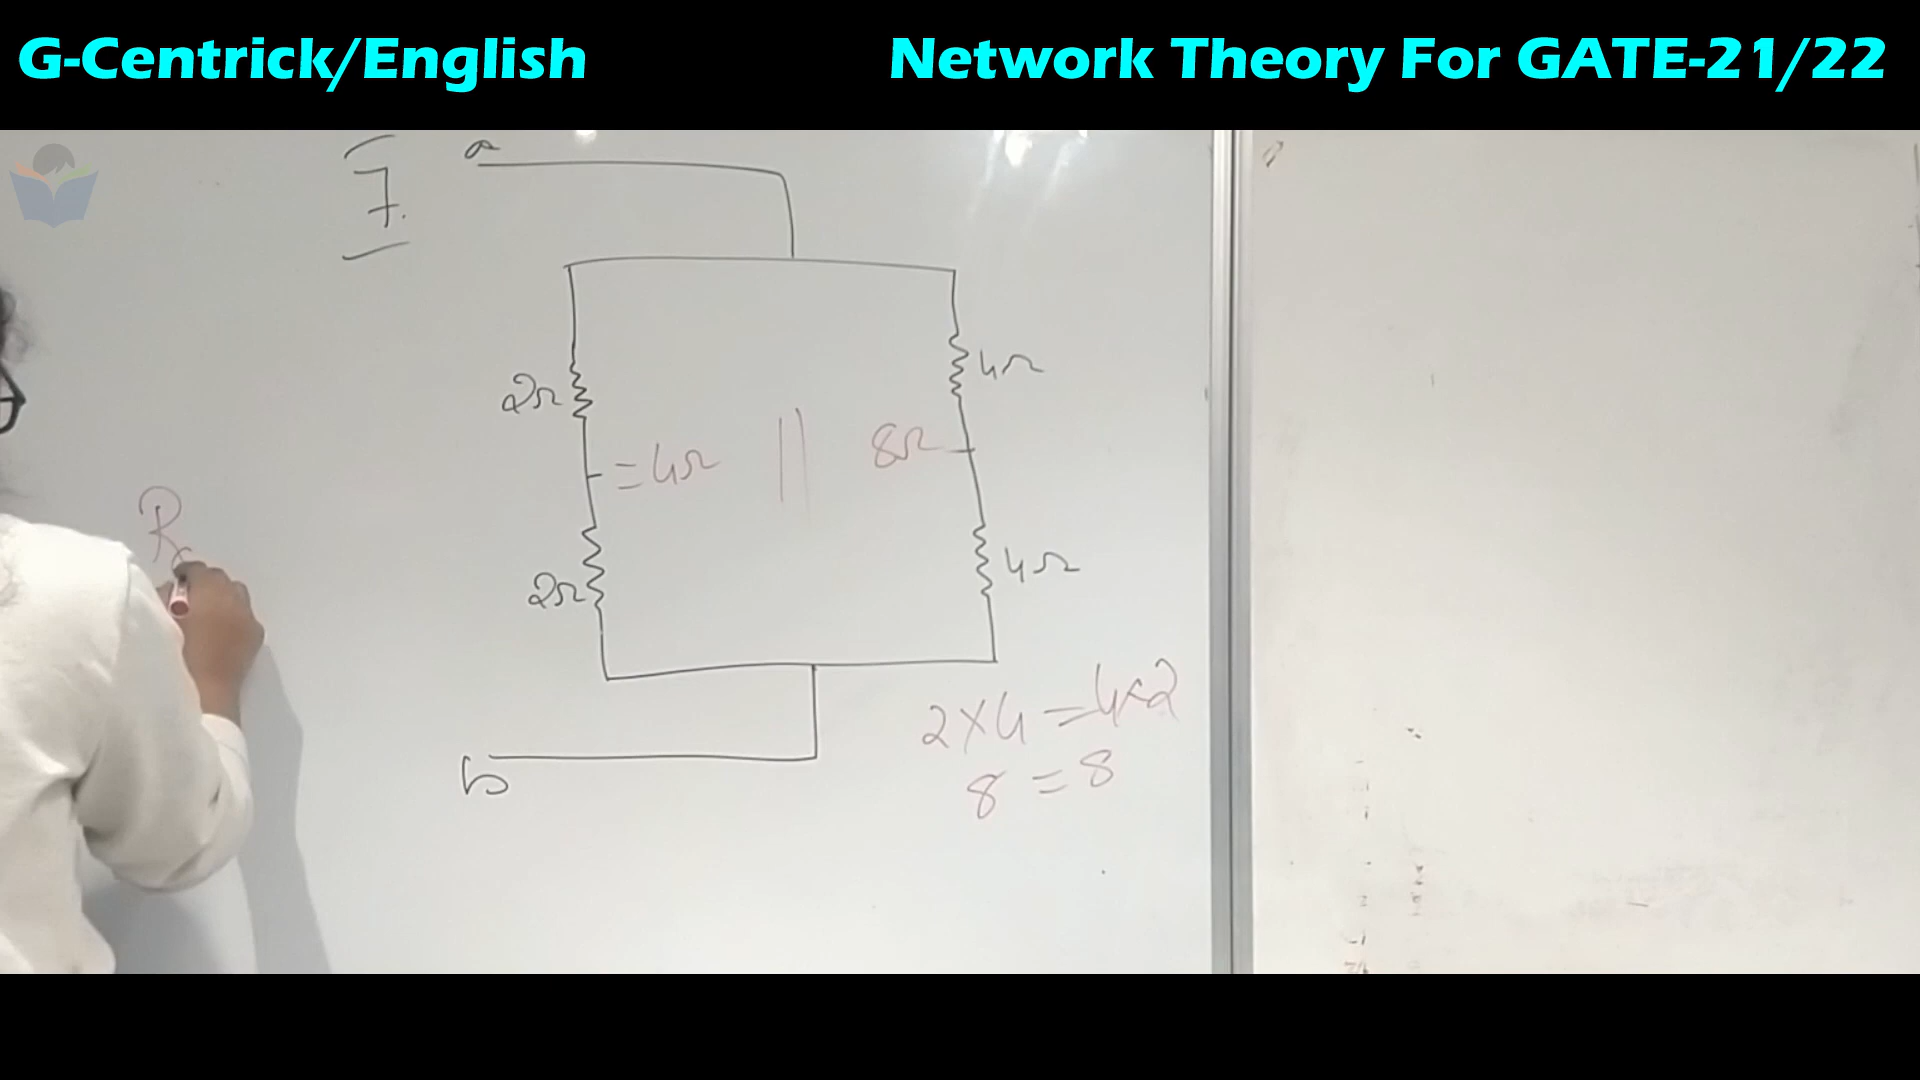 G-Centrick/English
Network Theory For GATE-21/22
7.
a
2Ω
4Ω
= 4Ω || 8Ω
R
2Ω
4Ω
2×4 = 4×2
8 = 8
b